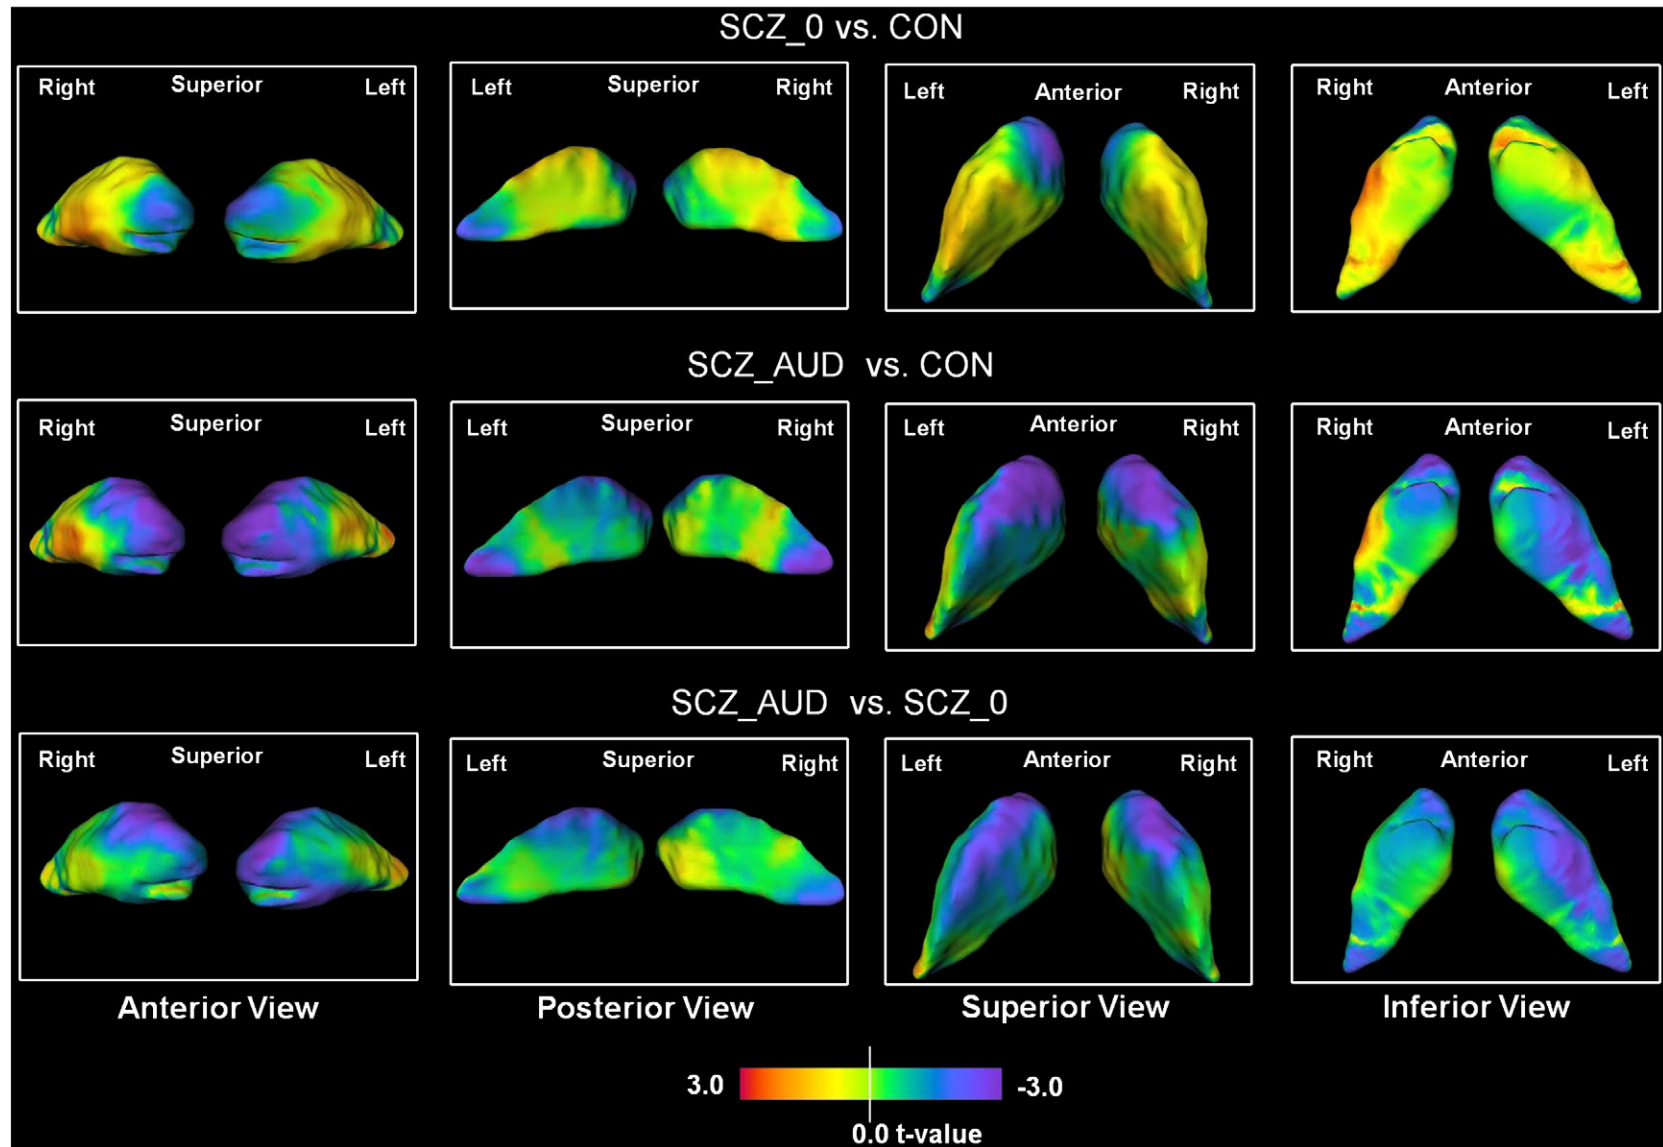 SCZ_0 vs. CON
Right Superior Left
Left Superior Right
Left Anterior Right
Right Anterior Left
SCZ_AUD vs. CON
Right Superior Left
Left Superior Right
Left Anterior Right
Right Anterior Left
SCZ_AUD vs. SCZ_0
Right Superior Left
Left Superior Right
Left Anterior Right
Right Anterior Left
Anterior View
Posterior View
Superior View
Inferior View
3.0
-3.0
0.0 t-value